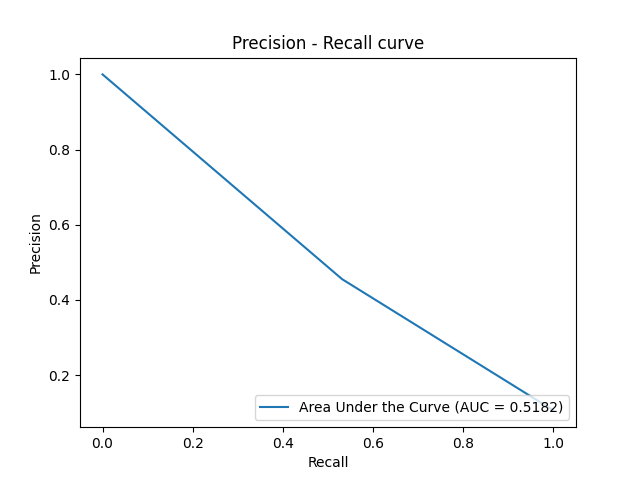 Precision - Recall curve
1.0
0.8
0.6
0.4
0.2
Precision
Area Under the Curve (AUC = 0.5182)
0.0 0.2 0.4 0.6 0.8 1.0
Recall